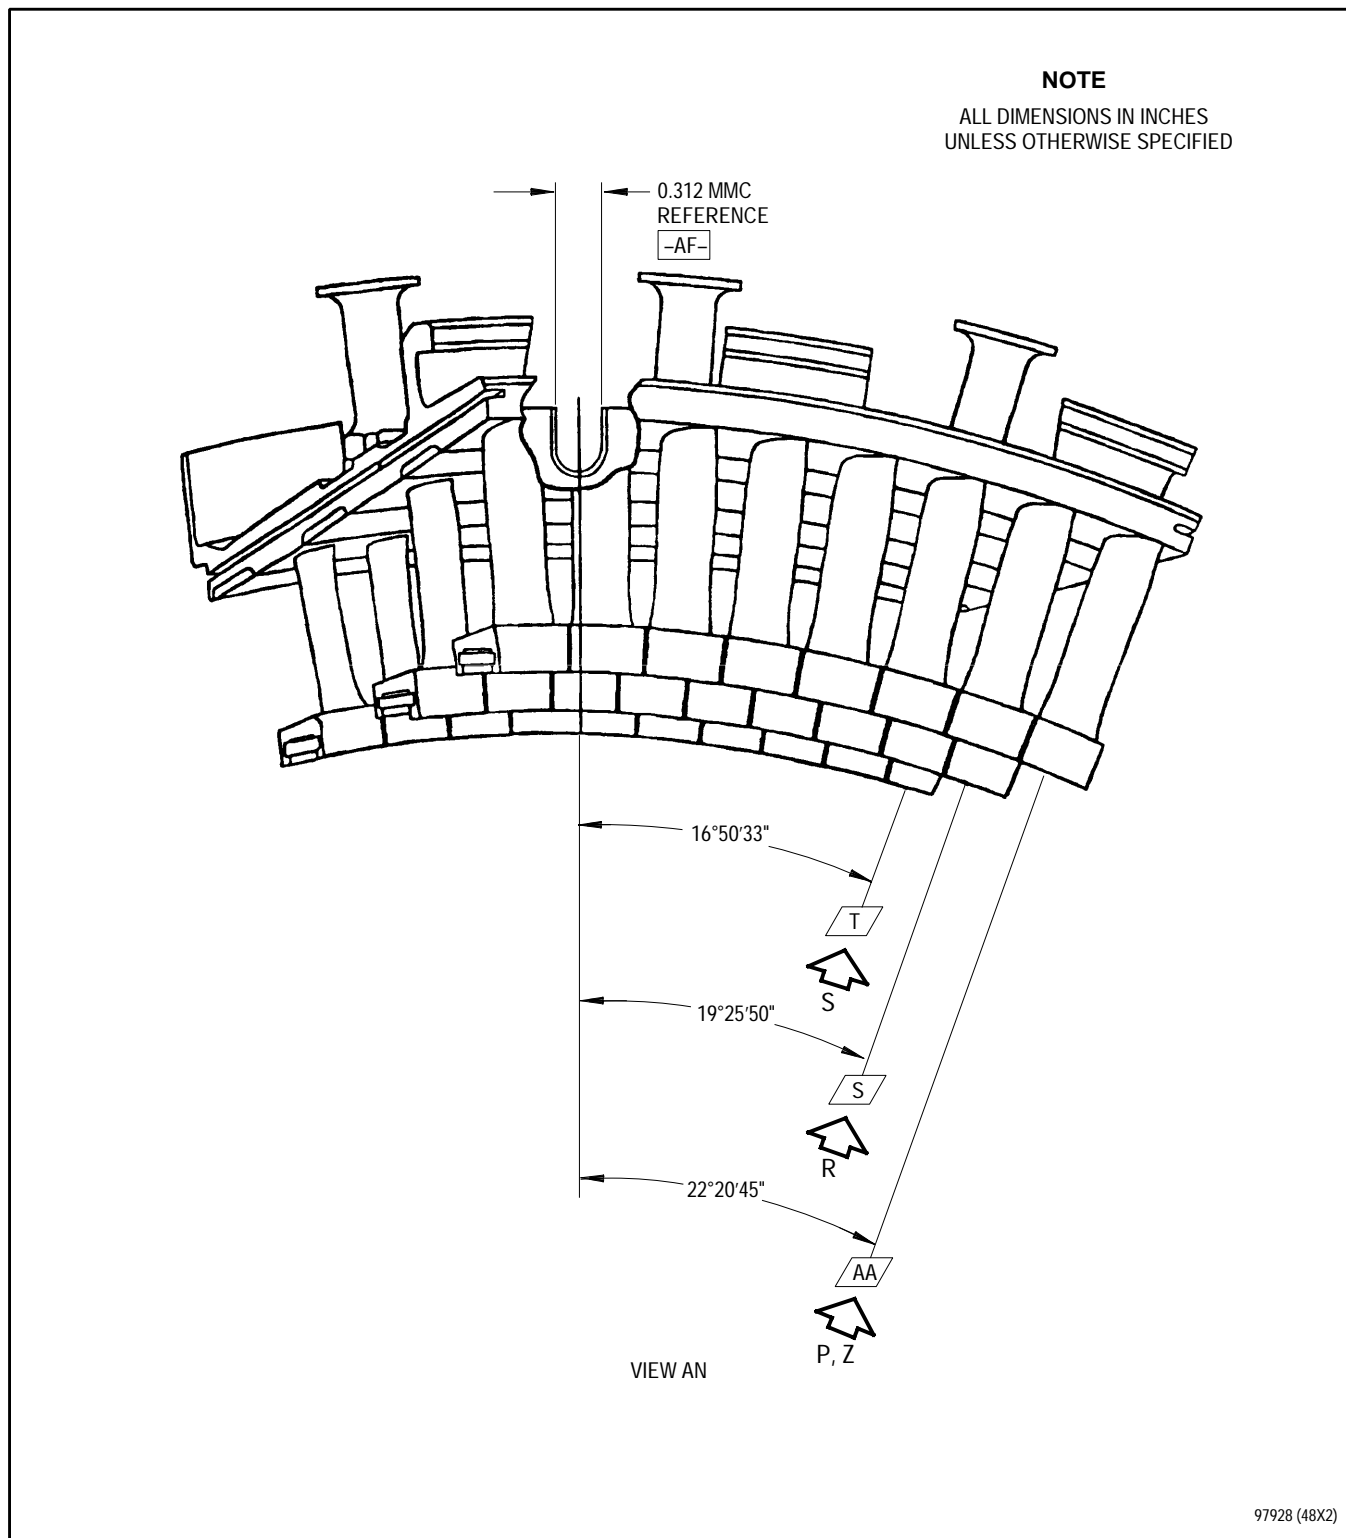 NOTE
ALL DIMENSIONS IN INCHES
UNLESS OTHERWISE SPECIFIED
0.312 MMC
REFERENCE
–AF–
16°50'33"
T
S
19°25'50"
S
R
22°20'45"
AA
P, Z
VIEW AN
97928 (48X2)